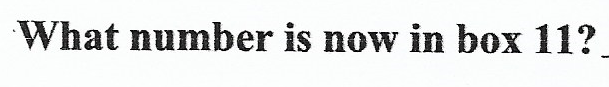 What number is now in box 11?